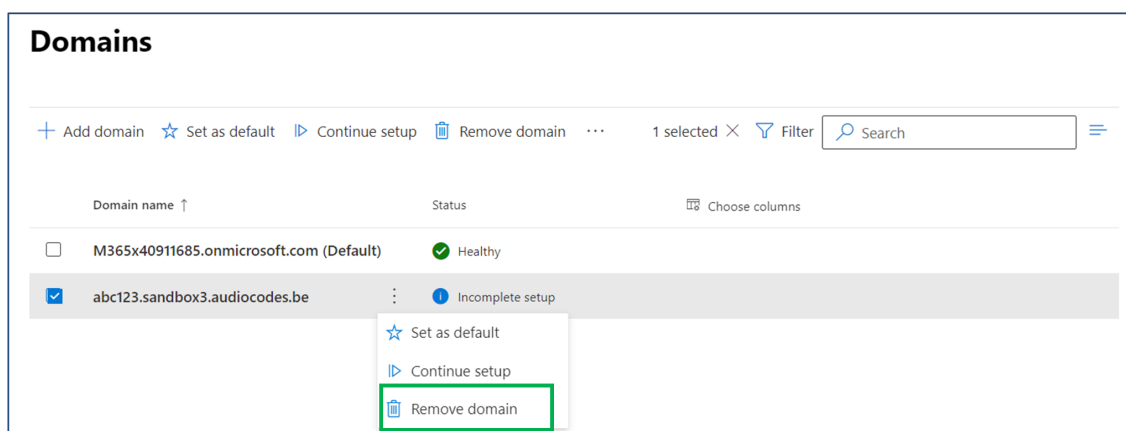 Domains
Add domain Set as default Continue setup Remove domain ... 1 selected Filter Search
Domain name ↑ Status Choose columns
M365x40911685.onmicrosoft.com (Default) Healthy
abc123.sandbox3.audiocodes.be Incomplete setup
Set as default
Continue setup
Remove domain